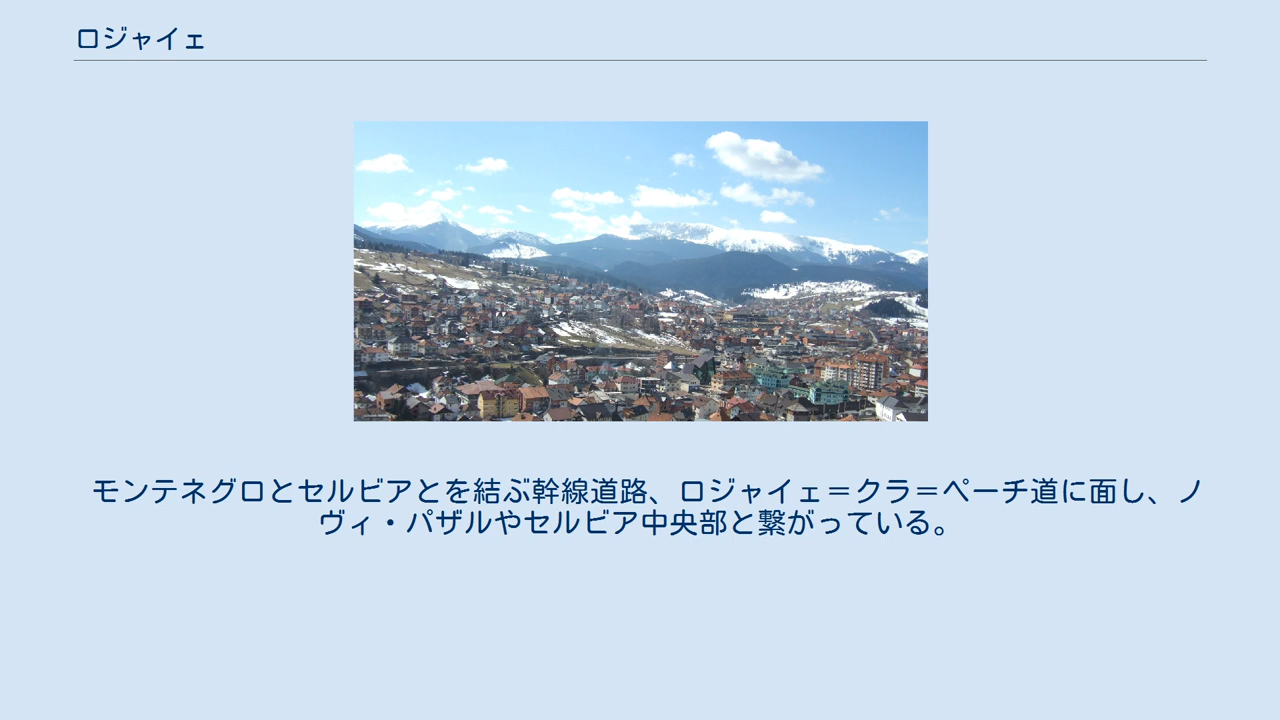 ロジャイェ
モンテネグロとセルビアとを結ぶ幹線道路、ロジャイェ＝クラ＝ペーチ道に面し、ノ
ヴィ・パザルやセルビア中央部と繋がっている。